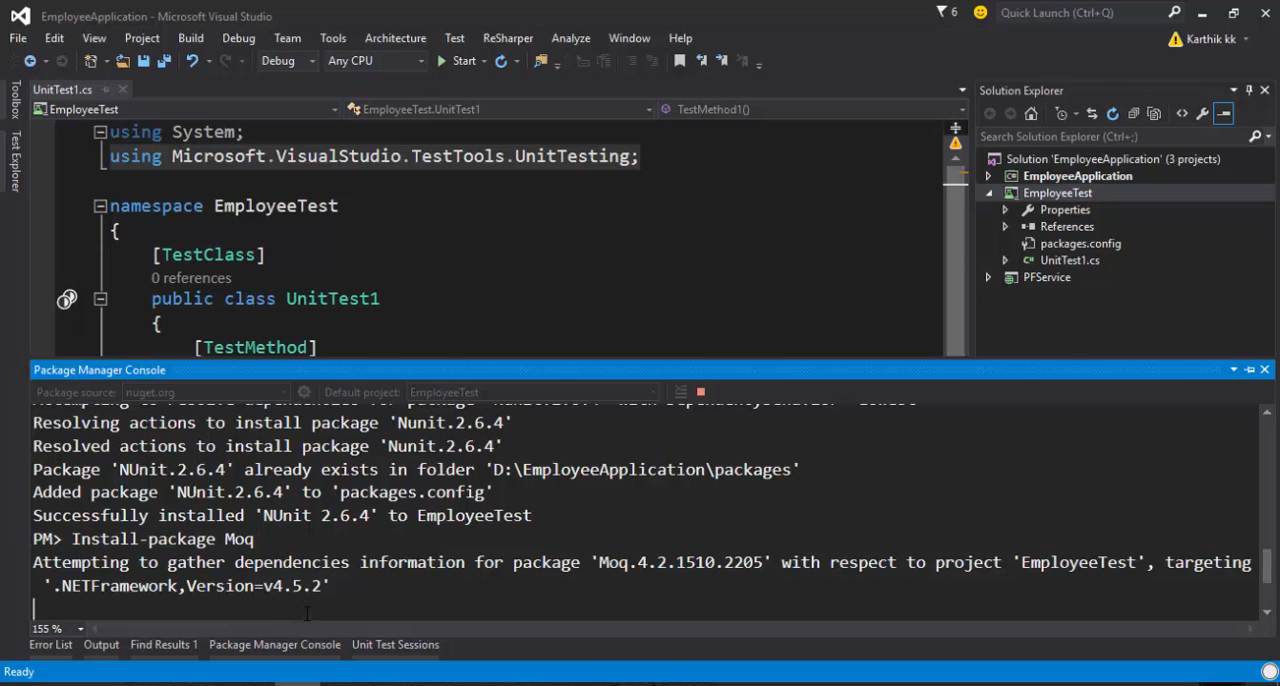 EmployeeApplication - Microsoft Visual Studio
6
Quick Launch (Ctrl+Q)
File Edit View Project Build Debug Team Tools Architecture Test ReSharper Analyze Window Help
Karthik kk
Debug Any CPU Start
Toolbox
Test Explorer
UnitTest1.cs
EmployeeTest EmployeeTest.UnitTest1 TestMethod1()
using System;
using Microsoft.VisualStudio.TestTools.UnitTesting;
namespace EmployeeTest
{
[TestClass]
0 references
public class UnitTest1
{
[TestMethod]
Solution Explorer
Search Solution Explorer (Ctrl+;)
Solution 'EmployeeApplication' (3 projects)
EmployeeApplication
EmployeeTest
Properties
References
packages.config
UnitTest1.cs
PFService
Package Manager Console
Package source: nuget.org Default project: EmployeeTest
Resolving actions to install package 'Nunit.2.6.4'
Resolved actions to install package 'Nunit.2.6.4'
Package 'NUnit.2.6.4' already exists in folder 'D:\EmployeeApplication\packages'
Added package 'NUnit.2.6.4' to 'packages.config'
Successfully installed 'NUnit 2.6.4' to EmployeeTest
PM> Install-package Moq
Attempting to gather dependencies information for package 'Moq.4.2.1510.2205' with respect to project 'EmployeeTest', targeting
'.NETFramework,Version=v4.5.2'
155 %
Error List Output Find Results 1 Package Manager Console Unit Test Sessions
Ready